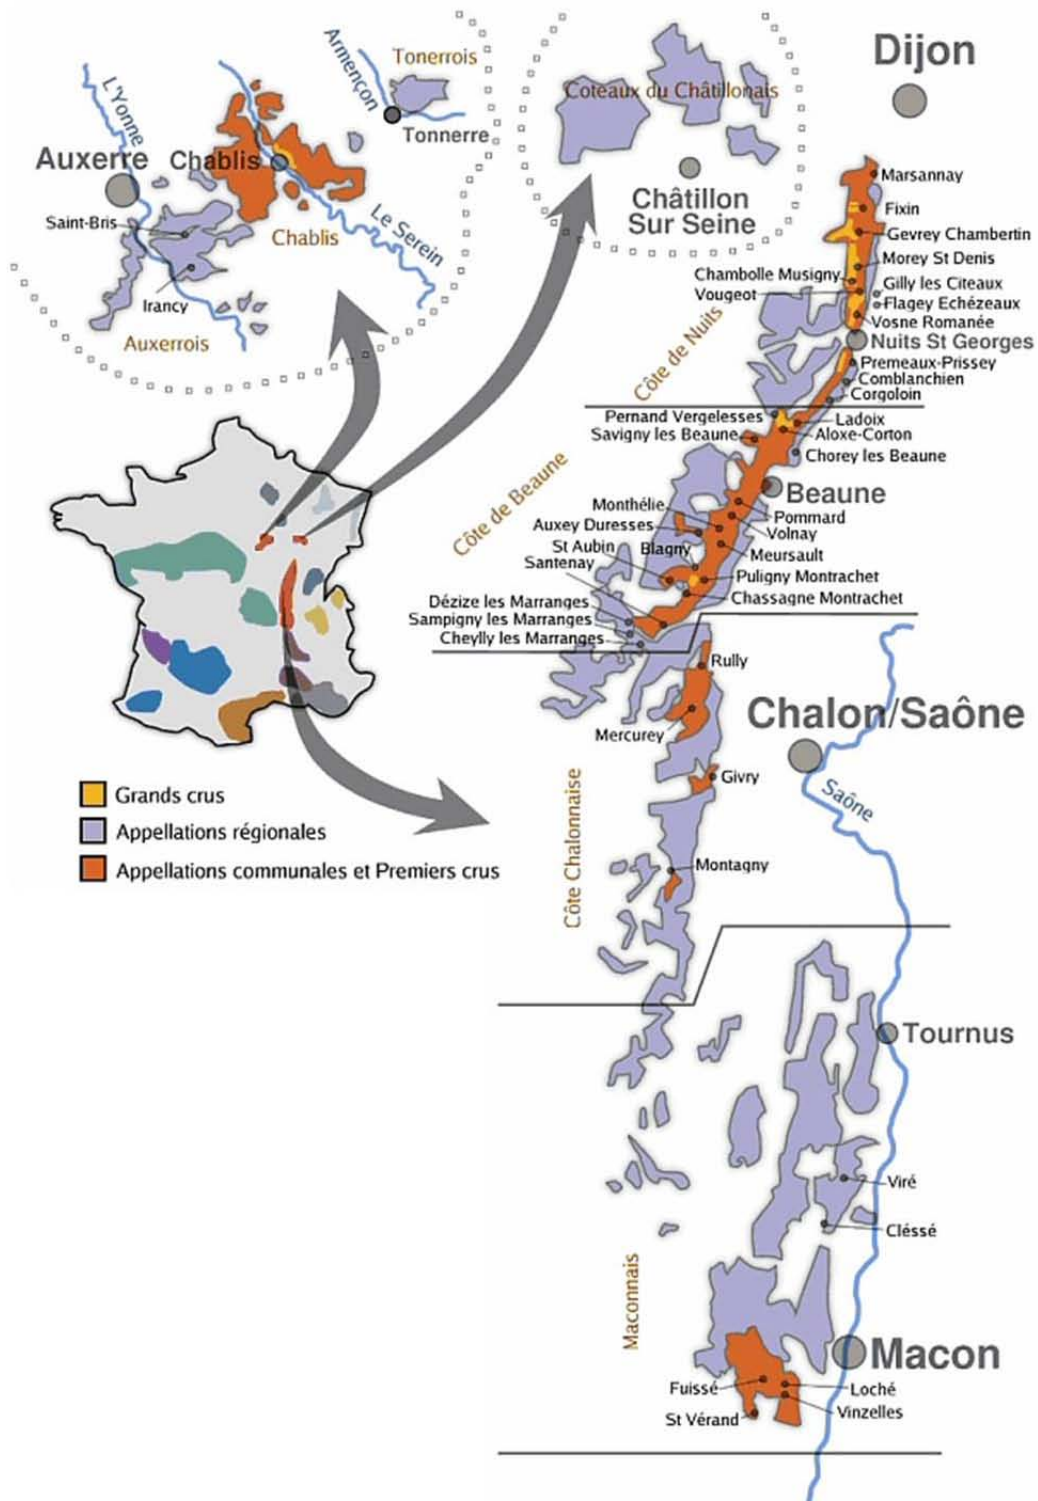 Armençon
Tonerrois
L'Yonne
Tonnerre
Auxerre
Chablis
Saint-Bris
Chablis
Le Serein
Irancy
Auxerrois
Coteaux du Châtillonais
Châtillon
Sur Seine
Dijon
Marsannay
Fixin
Gevrey Chambertin
Morey St Denis
Chambolle Musigny
Gilly les Citeaux
Vougeot
Flagey Echézeaux
Vosne Romanée
Nuits St Georges
Côte de Nuits
Premeaux-Prissey
Comblanchien
Corgoloin
Pernand Vergelesses
Ladoix
Savigny les Beaune
Aloxe-Corton
Chorey les Beaune
Côte de Beaune
Beaune
Monthélie
Pommard
Auxey Duresses
Volnay
St Aubin
Blagny
Meursault
Santenay
Puligny Montrachet
Chassagne Montrachet
Dézize les Marranges
Sampigny les Marranges
Cheylly les Marranges
Rully
Chalon/Saône
Mercurey
Givry
Saône
Côte Chalonnaise
Montagny
Grands crus
Appellations régionales
Appellations communales et Premiers crus
Tournus
Viré
Cléssé
Maconnais
Macon
Fuissé
Loché
St Vérand
Vinzelles